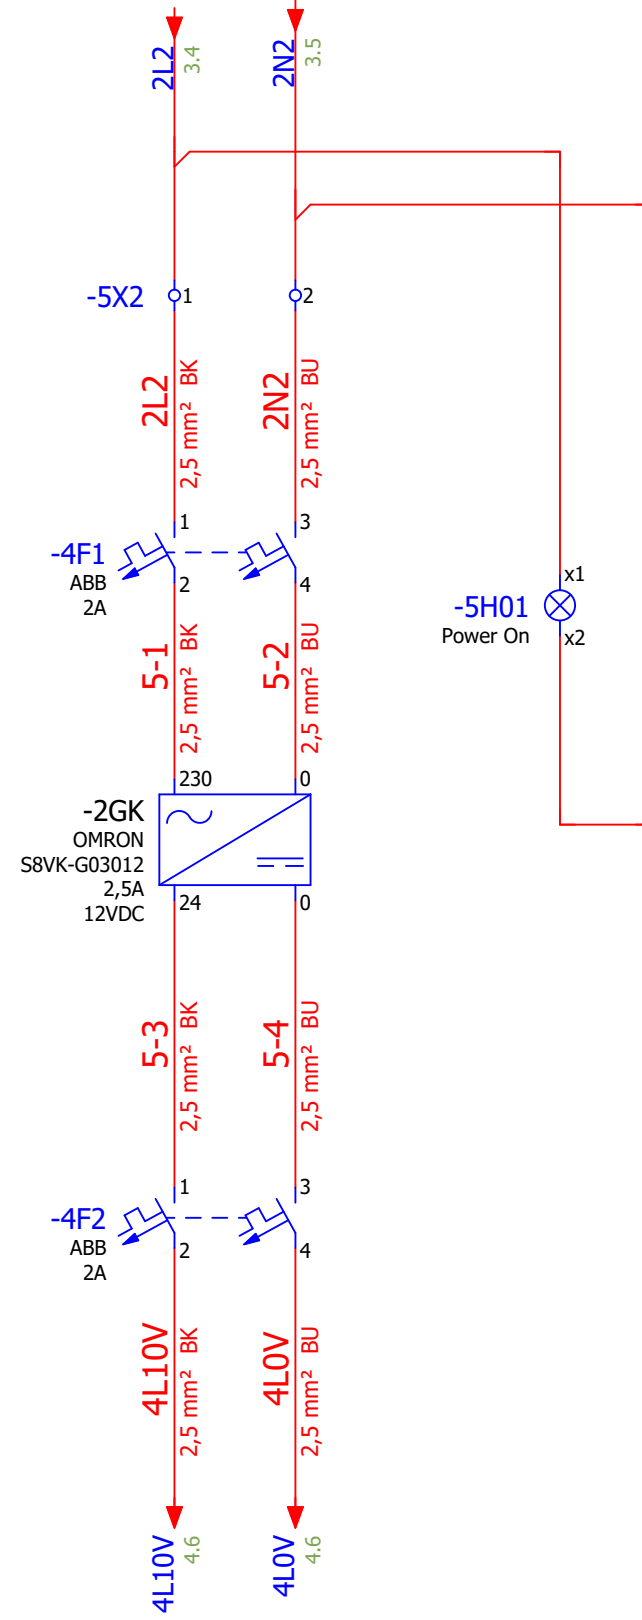 2L2
3.4
2N2
3.5
-5X2
1
2
2L2
2,5 mm² BK
2N2
2,5 mm² BU
-4F1
ABB
2A
1
2
3
4
-5H01
Power On
x1
x2
5-1
2,5 mm² BK
5-2
2,5 mm² BU
-2GK
OMRON
S8VK-G03012
2,5A
12VDC
230
0
24
0
5-3
2,5 mm² BK
5-4
2,5 mm² BU
-4F2
ABB
2A
1
2
3
4
4L10V
2,5 mm² BK
4L0V
2,5 mm² BU
4L10V
4.6
4L0V
4.6